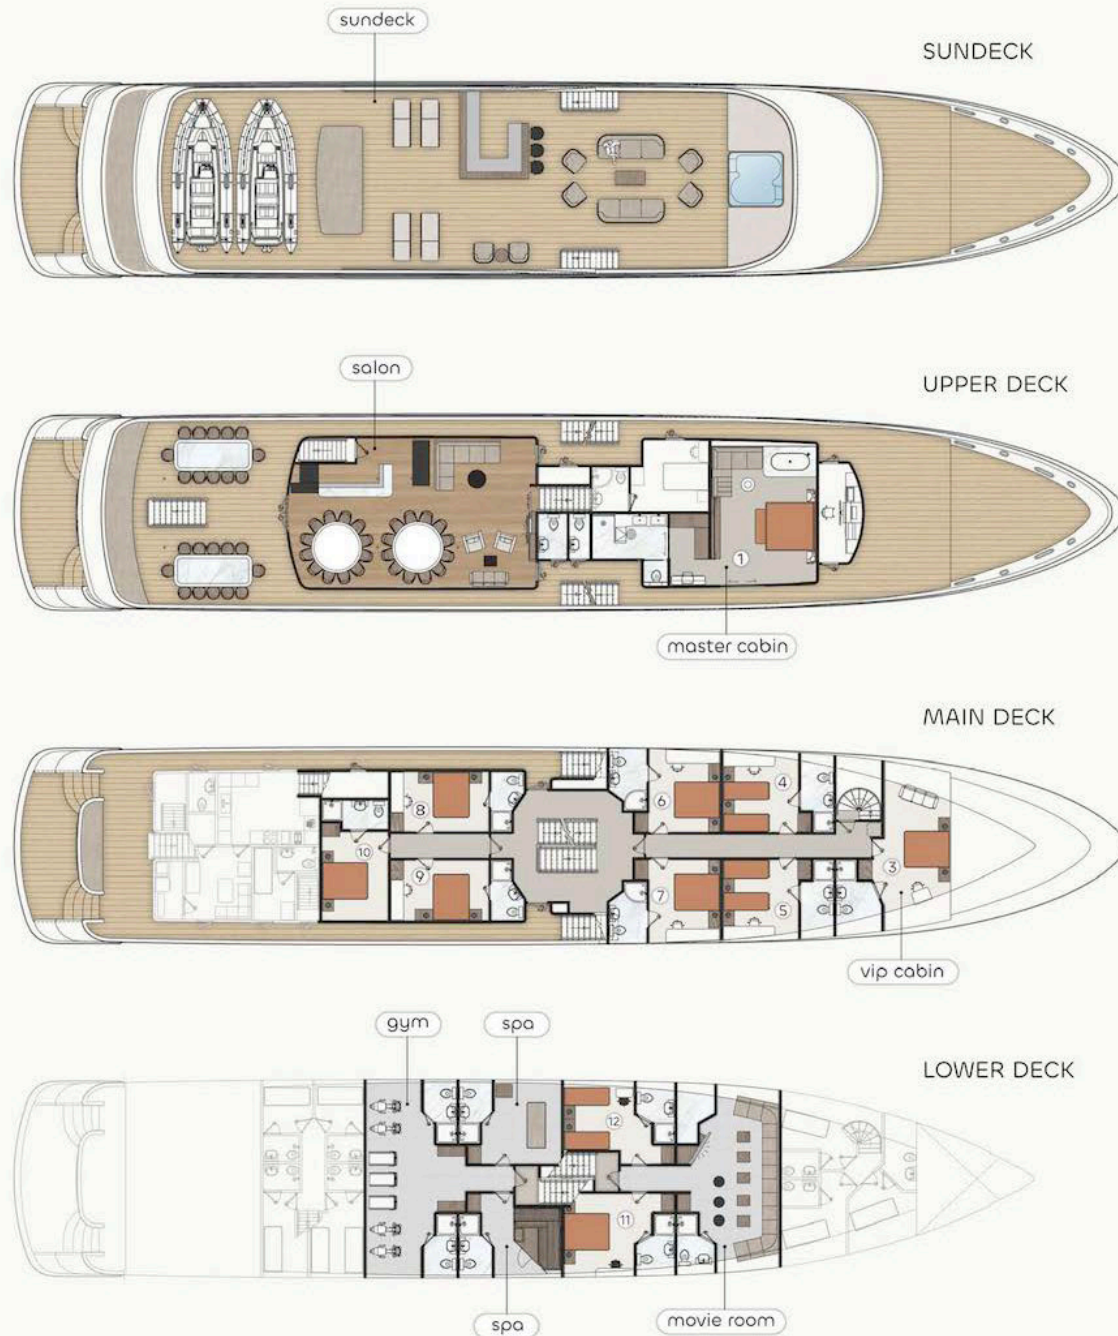 sundeck
SUNDECK
salon
UPPER DECK
1
master cabin
MAIN DECK
8
6
4
10
3
9
7
5
vip cabin
gym
spa
LOWER DECK
12
11
spa
movie room